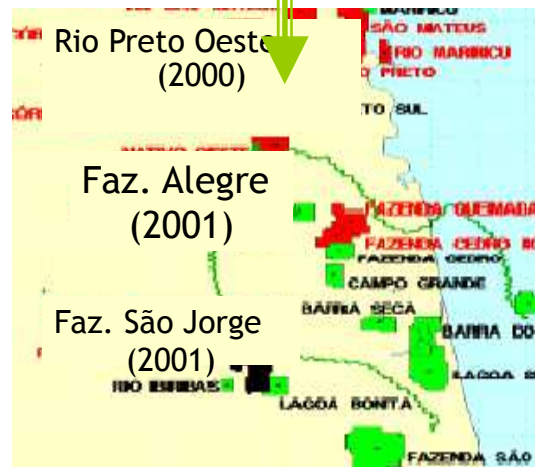 SÃO MATEUS
Rio Preto Oeste
RIO MARIRICU
(2000)
PRETO
SUL
Faz. Alegre
FAZENDA QUEIMADA
(2001)
FAZENDA CEDRO
FAZENDA CEDRO
CAMPO GRANDE
BARRA SECA
Faz. São Jorge
BARRA DO
(2001)
LAGOA
RIO IBIRIBAS
LAGOA BONITA
FAZENDA SÃO